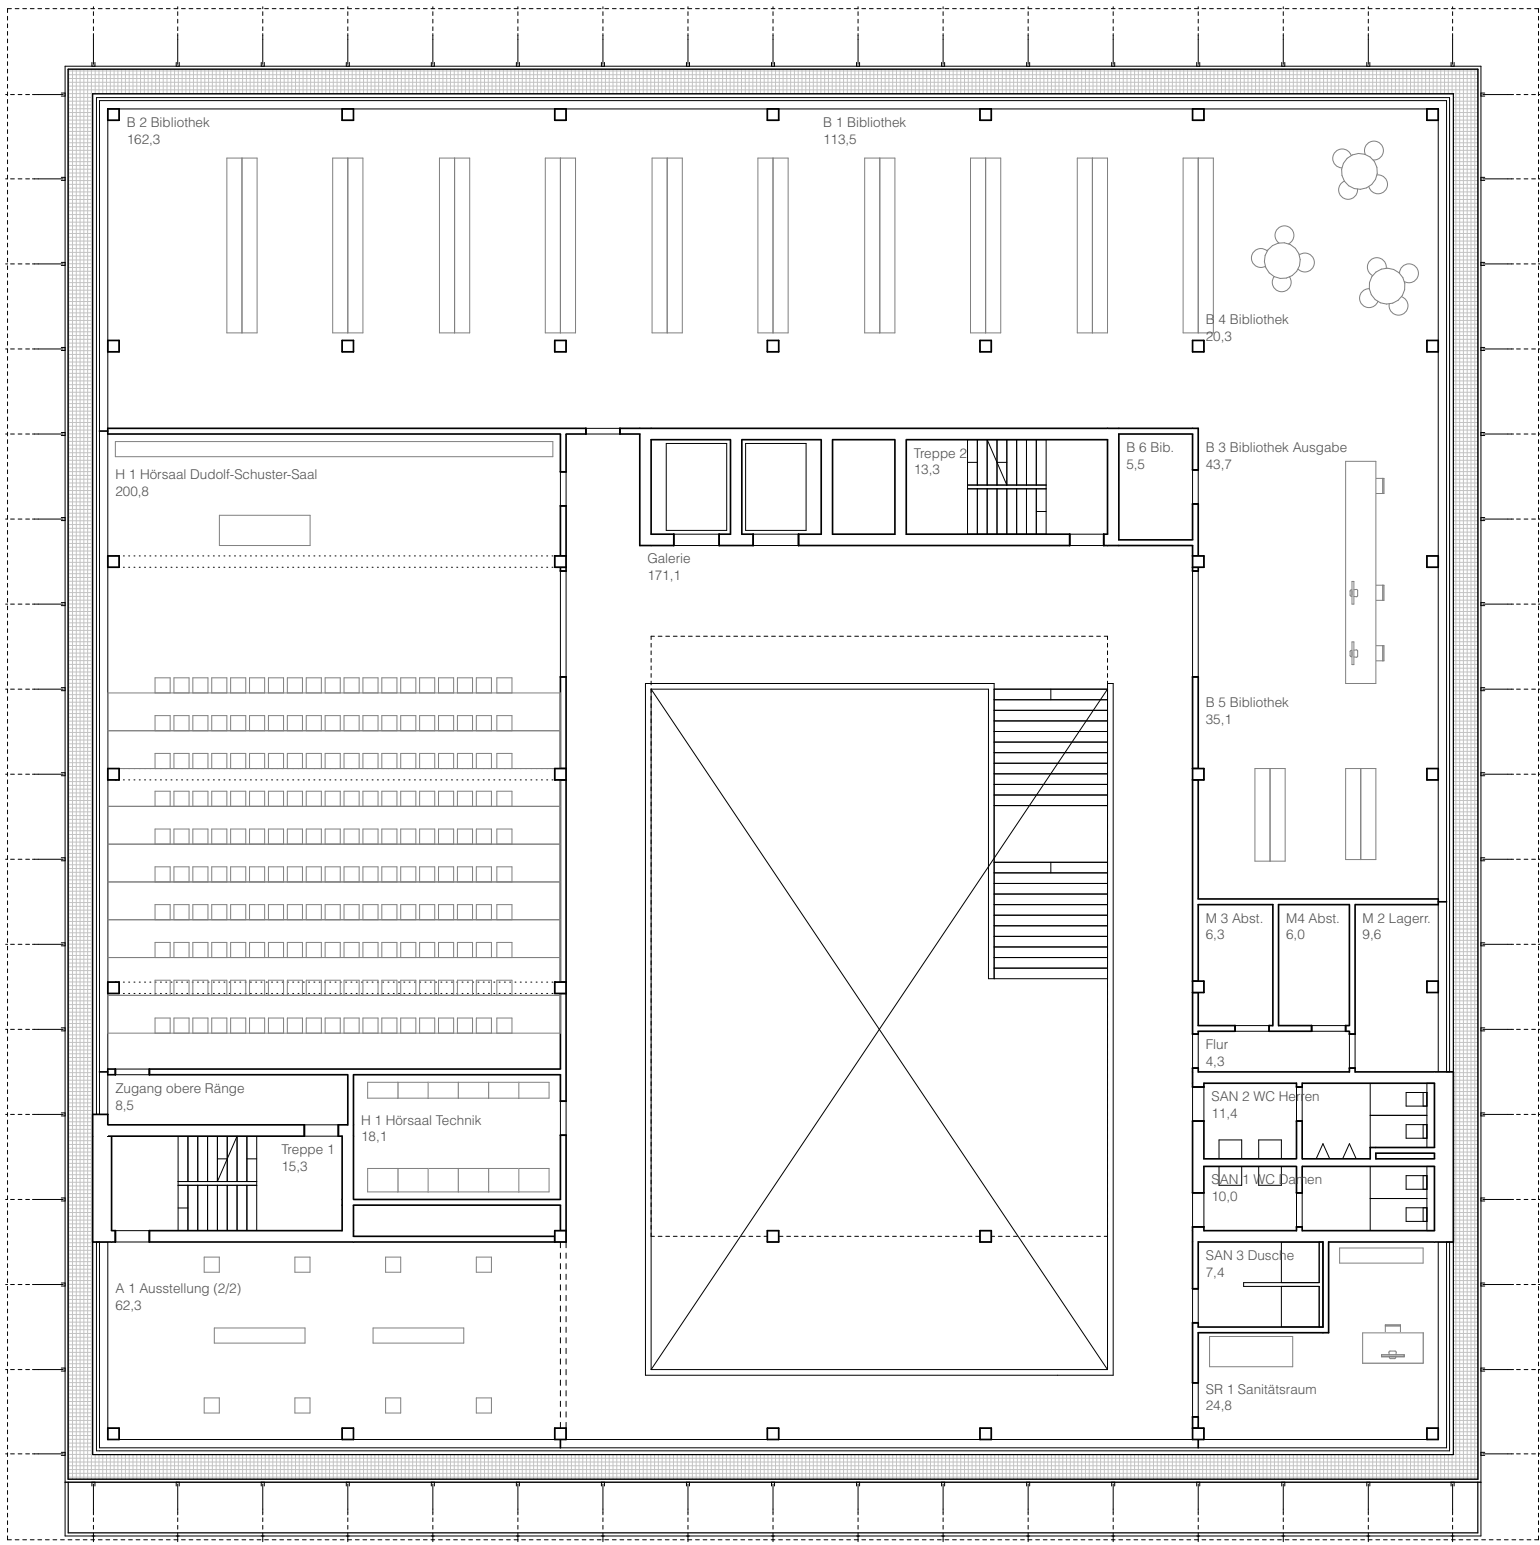 B 2 Bibliothek
162,3
B 1 Bibliothek
113,5
B 4 Bibliothek
20,3
H 1 Hörsaal Dudolf-Schuster-Saal
200,8
Treppe 2
13,3
B 6 Bib.
5,5
B 3 Bibliothek Ausgabe
43,7
Galerie
171,1
B 5 Bibliothek
35,1
M 3 Abst.
6,3
M4 Abst.
6,0
M 2 Lagerr.
9,6
Flur
4,3
Zugang obere Ränge
8,5
H 1 Hörsaal Technik
18,1
SAN 2 WC Herren
11,4
Treppe 1
15,3
SAN 1 WC Damen
10,0
SAN 3 Dusche
7,4
A 1 Ausstellung (2/2)
62,3
SR 1 Sanitätsraum
24,8